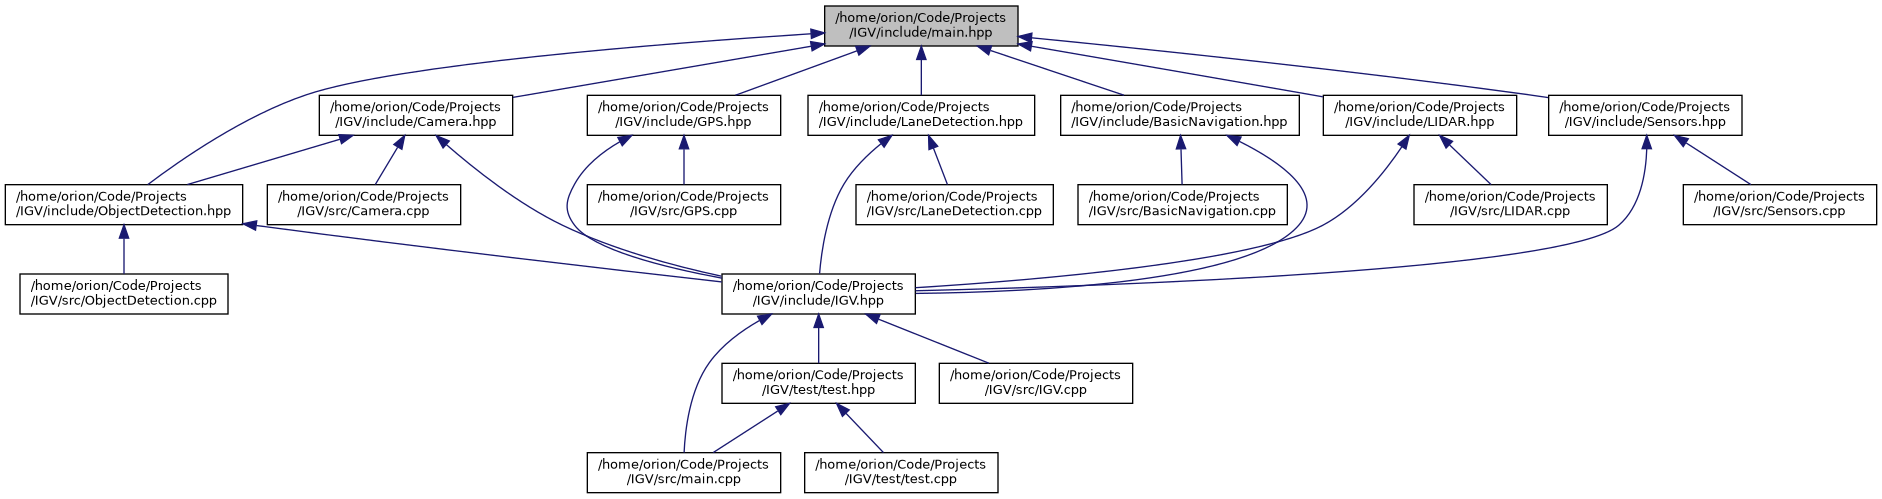 /home/orion/Code/Projects
/IGV/include/main.hpp
/home/orion/Code/Projects
/IGV/include/Camera.hpp
/home/orion/Code/Projects
/IGV/include/GPS.hpp
/home/orion/Code/Projects
/IGV/include/LaneDetection.hpp
/home/orion/Code/Projects
/IGV/include/BasicNavigation.hpp
/home/orion/Code/Projects
/IGV/include/LIDAR.hpp
/home/orion/Code/Projects
/IGV/include/Sensors.hpp
/home/orion/Code/Projects
/IGV/include/ObjectDetection.hpp
/home/orion/Code/Projects
/IGV/src/Camera.cpp
/home/orion/Code/Projects
/IGV/src/GPS.cpp
/home/orion/Code/Projects
/IGV/src/LaneDetection.cpp
/home/orion/Code/Projects
/IGV/src/BasicNavigation.cpp
/home/orion/Code/Projects
/IGV/src/LIDAR.cpp
/home/orion/Code/Projects
/IGV/src/Sensors.cpp
/home/orion/Code/Projects
/IGV/src/ObjectDetection.cpp
/home/orion/Code/Projects
/IGV/include/IGV.hpp
/home/orion/Code/Projects
/IGV/test/test.hpp
/home/orion/Code/Projects
/IGV/src/IGV.cpp
/home/orion/Code/Projects
/IGV/src/main.cpp
/home/orion/Code/Projects
/IGV/test/test.cpp